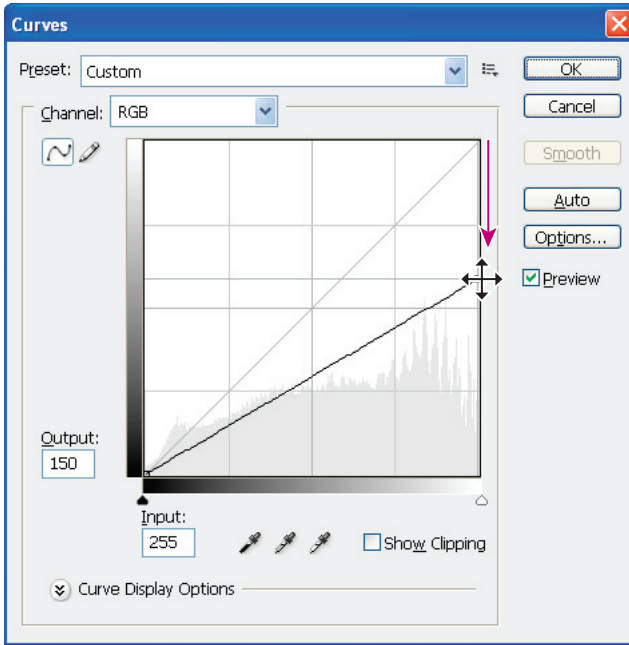 Curves
Preset: Custom
OK
Channel: RGB
Cancel
Smooth
Auto
Options...
Preview
Output:
150
Input:
255
Show Clipping
Curve Display Options